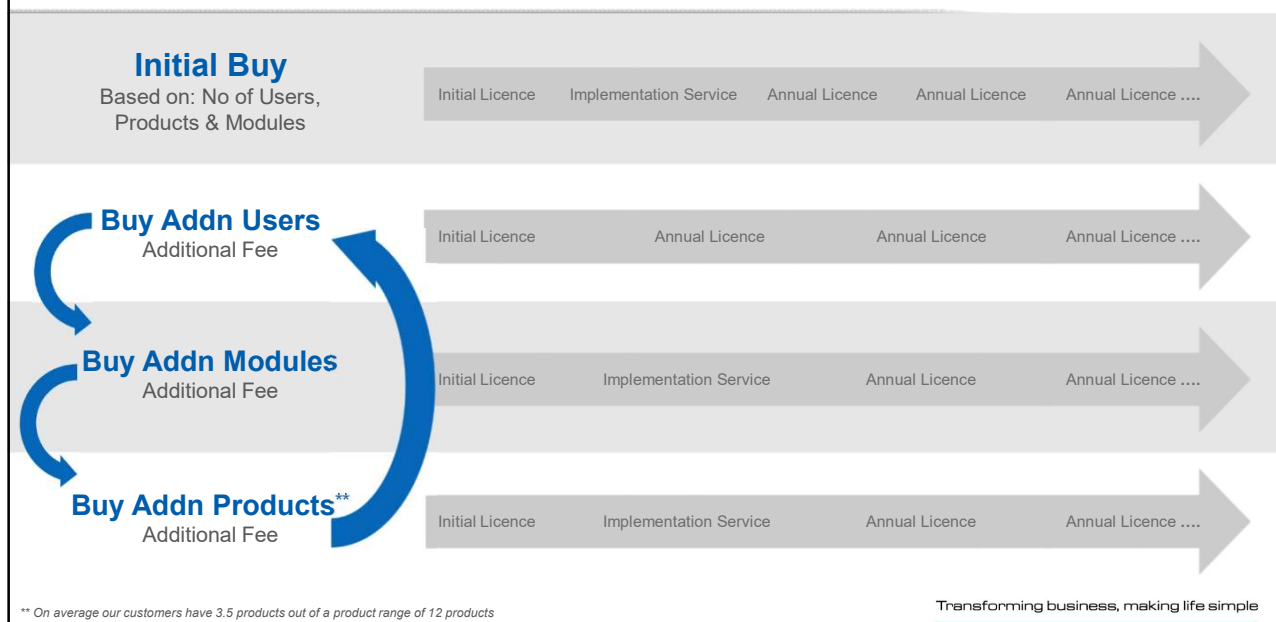 Initial Buy
Based on: No of Users,
Products & Modules
Initial Licence Implementation Service Annual Licence Annual Licence Annual Licence ....
Buy Addn Users
Additional Fee
Initial Licence Annual Licence Annual Licence Annual Licence ....
Buy Addn Modules
Additional Fee
Initial Licence Implementation Service Annual Licence Annual Licence ....
Buy Addn Products**
Additional Fee
Initial Licence Implementation Service Annual Licence Annual Licence ....
** On average our customers have 3.5 products out of a product range of 12 products
Transforming business, making life simple